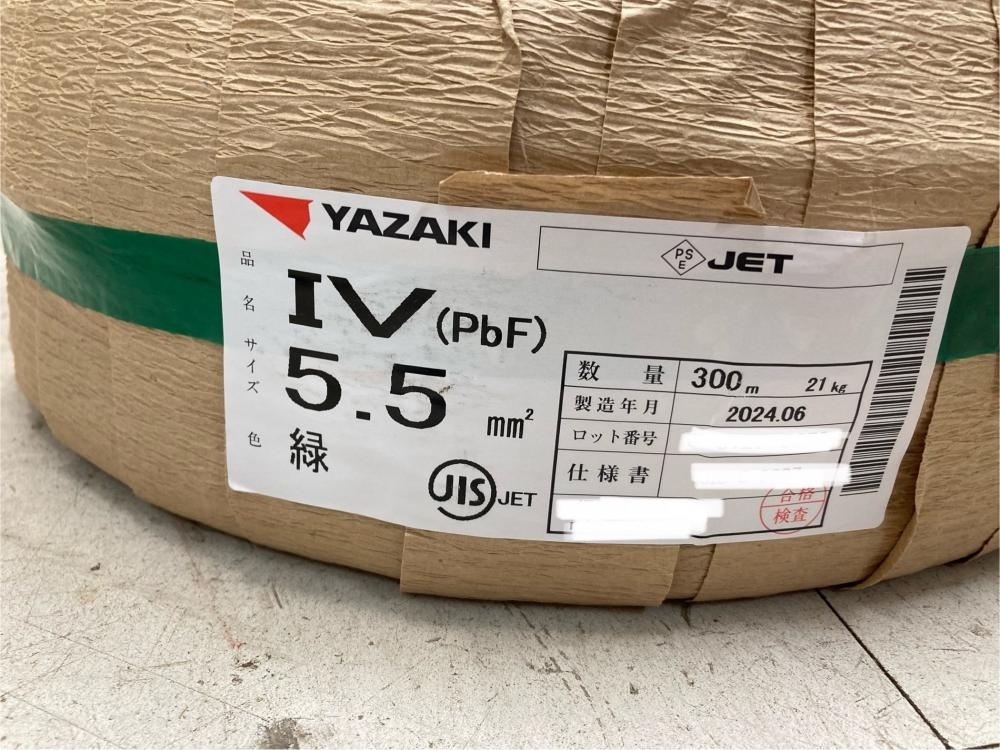 YAZAKI
PS
E
JET
品名 IV (PbF)
サイズ 5.5 mm²
色 緑
JIS JET
数量 300m 21kg
製造年月 2024.06
ロット番号
仕様書
合格
検査